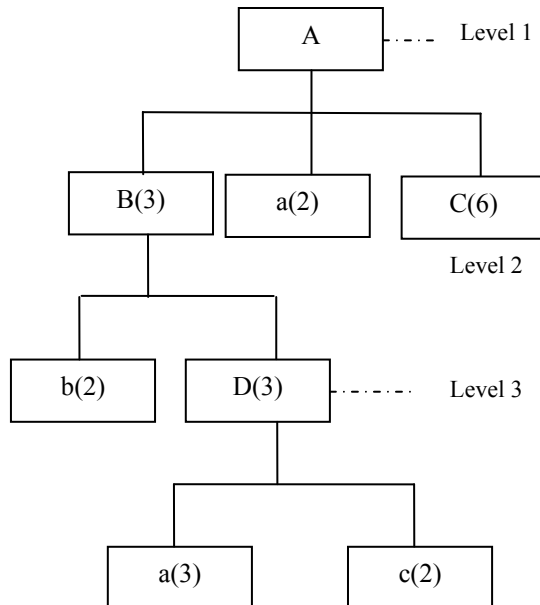 A
Level 1
B(3)
a(2)
C(6)
Level 2
b(2)
D(3)
Level 3
a(3)
c(2)